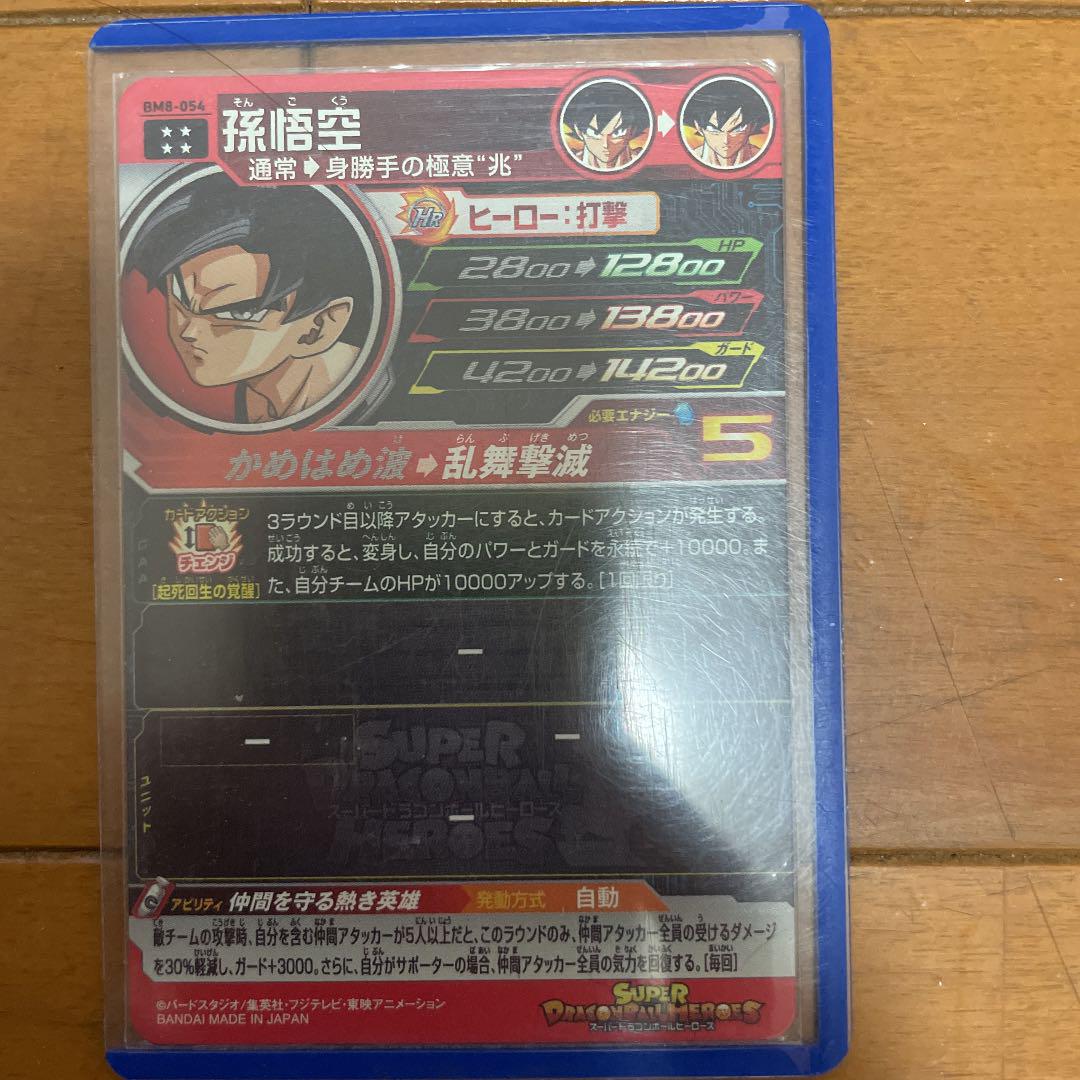 BM8-054
そん ご くう
孫悟空
通常➡身勝手の極意“兆”
HR ヒーロー:打撃
HP
2800➡12800
パワー
3800➡13800
ガード
4200➡14200
必要エナジー 5
らん ぶ げき めつ
かめはめ波➡乱舞撃滅
カードアクション
チェンジ
[起死回生の覚醒]
3ラウンド目以降アタッカーにすると、カードアクションが発生する。
成功すると、変身し、自分のパワーとガードを永続で+10000。ま
た、自分チームのHPが10000アップする。[1回限り]
ー
ー ー
ユニット
ー
SUPER
DRAGONBALL
スーパードラゴンボールヒーローズ
HEROES
アビリティ 仲間を守る熱き英雄 発動方式 自動
敵チームの攻撃時、自分を含む仲間アタッカーが5人以上だと、このラウンドのみ、仲間アタッカー全員の受けるダメージ
を30%軽減し、ガード+3000。さらに、自分がサポーターの場合、仲間アタッカー全員の気力を回復する。[毎回]
©バードスタジオ/集英社・フジテレビ・東映アニメーション
BANDAI MADE IN JAPAN
SUPER
DRAGONBALL HEROES
スーパードラゴンボールヒーローズ